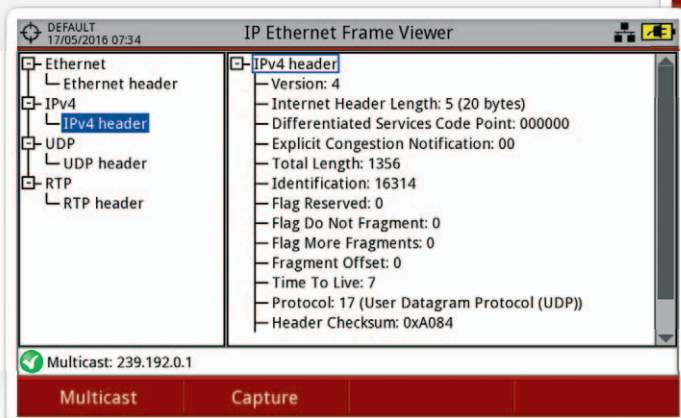 DEFAULT
17/05/2016 07:34
IP Ethernet Frame Viewer
Ethernet
Ethernet header
IPv4
IPv4 header
UDP
UDP header
RTP
RTP header
IPv4 header
Version: 4
Internet Header Length: 5 (20 bytes)
Differentiated Services Code Point: 000000
Explicit Congestion Notification: 00
Total Length: 1356
Identification: 16314
Flag Reserved: 0
Flag Do Not Fragment: 0
Flag More Fragments: 0
Fragment Offset: 0
Time To Live: 7
Protocol: 17 (User Datagram Protocol (UDP))
Header Checksum: 0xA084
Multicast: 239.192.0.1
Multicast
Capture